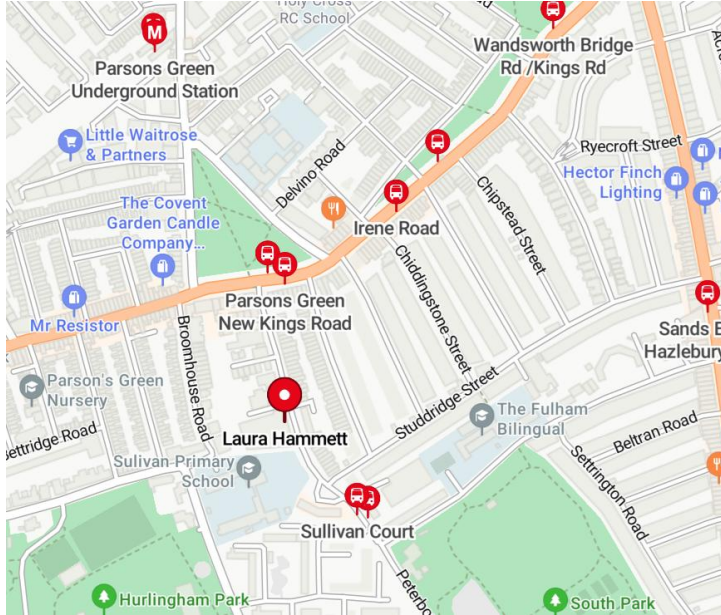 Holy Cross
RC School
Wandsworth Bridge
Rd /Kings Rd
M
Parsons Green
Underground Station
Little Waitrose
& Partners
Ryecroft Street
Delvino Road
Hector Finch
Lighting
The Covent
Garden Candle
Company...
Irene Road
Chipstead Street
Parsons Green
New Kings Road
Chiddingstone Street
Mr Resistor
Broomhouse Road
Sands E
Hazlebury
Parson's Green
Nursery
Studdridge Street
The Fulham
Bilingual
Laura Hammett
Beltran Road
ettridge Road
Sulivan Primary
School
Settrington Road
Sullivan Court
Peterbo
Hurlingham Park
South Park